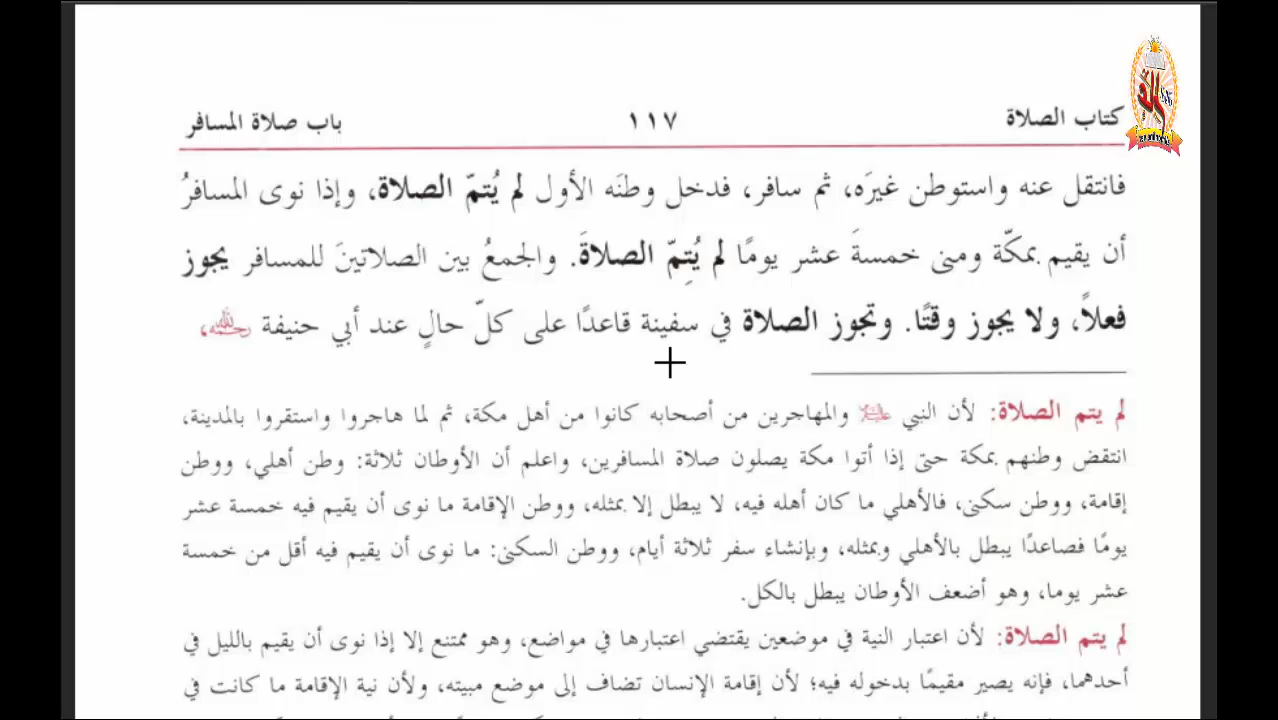 كتاب الصلاة ١١٧ باب صلاة المسافر
فانتقل عنه واستوطن غيرَه، ثم سافر، فدخل وطنَه الأول لم يُتمّ الصلاة، وإذا نوى المسافرُ
أن يقيم بمكّة ومنى خمسةَ عشر يومًا لم يُتِمّ الصلاةَ. والجمعُ بين الصلاتينَ للمسافر يجوز
فعلاً، ولا يجوز وقتًا. وتجوز الصلاة في سفينة قاعدًا على كلّ حالٍ عند أبي حنيفة رحمه الله،
لم يتم الصلاة: لأن النبي ﷺ والمهاجرين من أصحابه كانوا من أهل مكة، ثم لما هاجروا واستقروا بالمدينة،
انتقض وطنهم بمكة حتى إذا أتوا مكة يصلون صلاة المسافرين، واعلم أن الأوطان ثلاثة: وطن أهلي، ووطن
إقامة، ووطن سكنى، فالأهلي ما كان أهله فيه، لا يبطل إلا بمثله، ووطن الإقامة ما نوى أن يقيم فيه خمسة عشر
يومًا فصاعدًا يبطل بالأهلي وبمثله، وبإنشاء سفر ثلاثة أيام، ووطن السكنى: ما نوى أن يقيم فيه أقل من خمسة
عشر يوما، وهو أضعف الأوطان يبطل بالكل.
لم يتم الصلاة: لأن اعتبار النية في موضعين يقتضي اعتبارها في مواضع، وهو ممتنع إلا إذا نوى أن يقيم بالليل في
أحدهما، فإنه يصير مقيمًا بدخوله فيه؛ لأن إقامة الإنسان تضاف إلى موضع مبيته، ولأن نية الإقامة ما كانت في